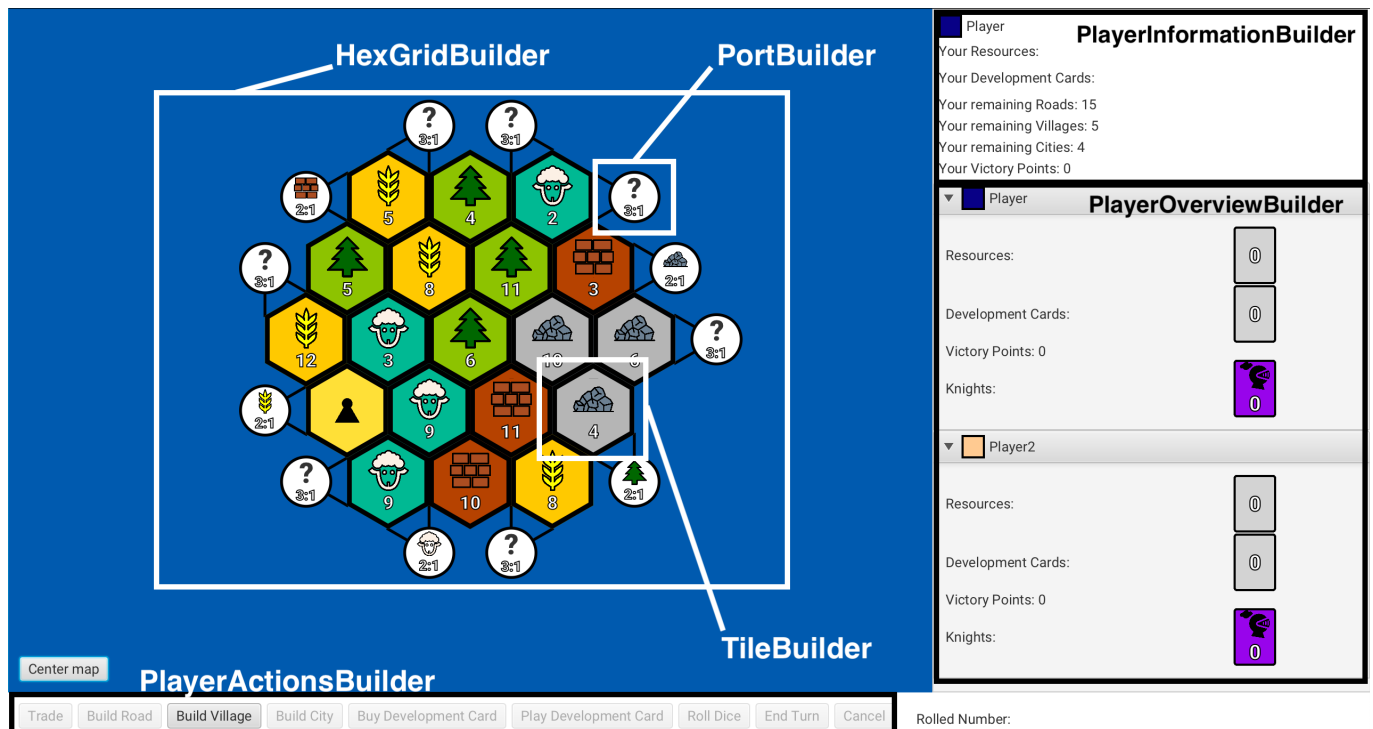 HexGridBuilder
PortBuilder
?
3:1
?
3:1
2:1
5
4
2
?
3:1
?
3:1
5
8
11
3
2:1
12
3
6
10
6
?
3:1
2:1
9
11
4
?
3:1
9
10
8
2:1
2:1
?
3:1
TileBuilder
Center map
PlayerActionsBuilder
Trade
Build Road
Build Village
Build City
Buy Development Card
Play Development Card
Roll Dice
End Turn
Cancel
Rolled Number:
Player
PlayerInformationBuilder
Your Resources:
Your Development Cards:
Your remaining Roads: 15
Your remaining Villages: 5
Your remaining Cities: 4
Your Victory Points: 0
Player
PlayerOverviewBuilder
Resources:
0
Development Cards:
0
Victory Points: 0
Knights:
0
Player2
Resources:
0
Development Cards:
0
Victory Points: 0
Knights:
0